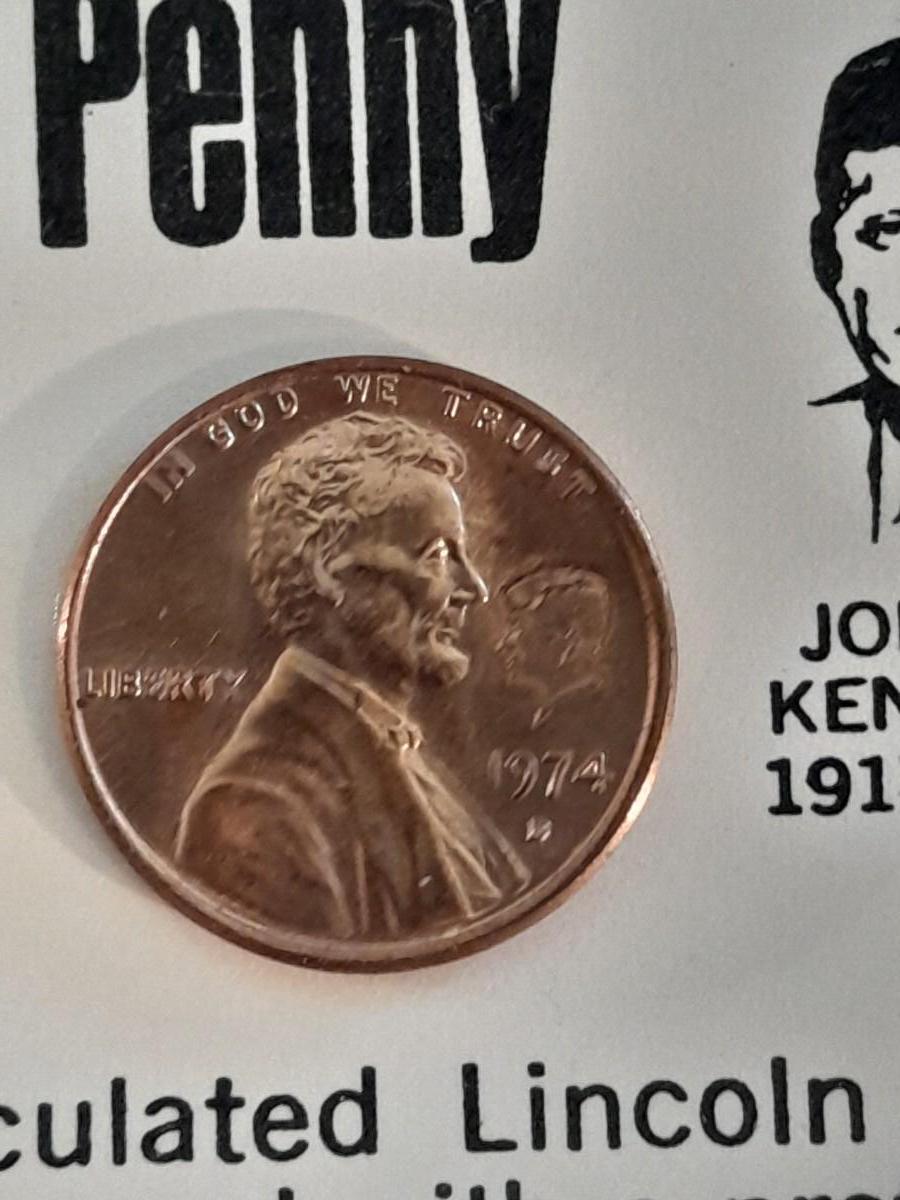 Penny
IN GOD WE TRUST
LIBERTY
1974
JO
KEN
191
culated Lincoln